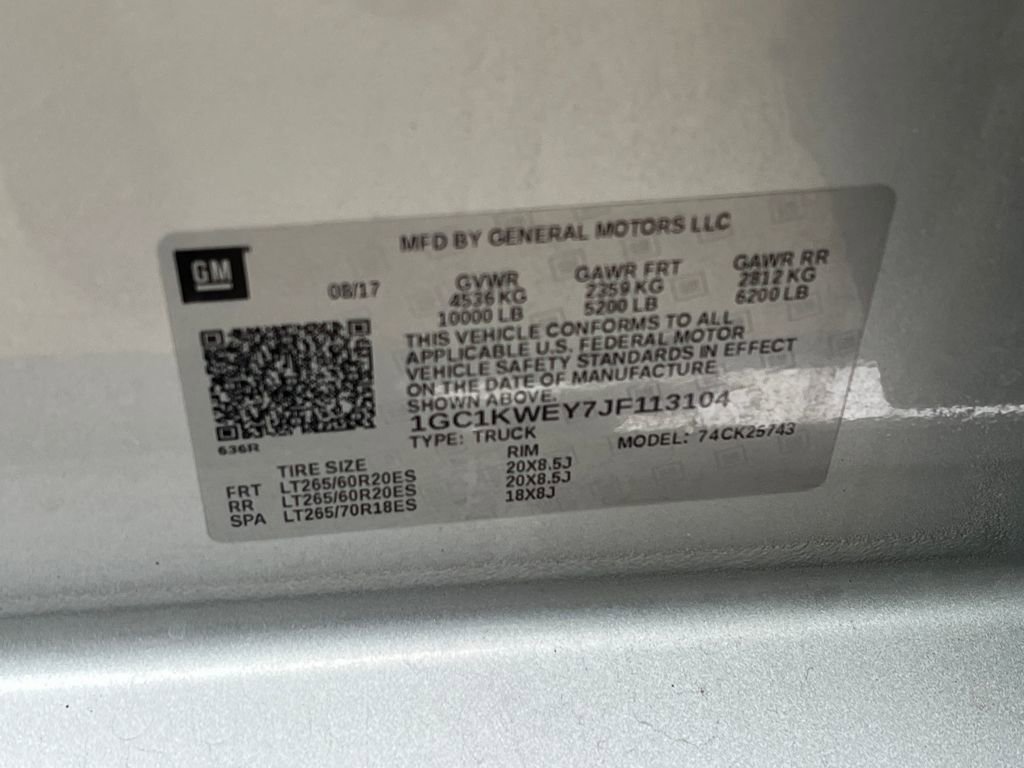 MFD BY GENERAL MOTORS LLC
GM
08/17
GVWR GAWR FRT GAWR RR
4536 KG 2359 KG 2812 KG
10000 LB 5200 LB 6200 LB
THIS VEHICLE CONFORMS TO ALL
APPLICABLE U.S. FEDERAL MOTOR
VEHICLE SAFETY STANDARDS IN EFFECT
ON THE DATE OF MANUFACTURE
SHOWN ABOVE.
1GC1KWEY7JF113104
TYPE: TRUCK MODEL: 74CK25743
636R
TIRE SIZE RIM
FRT LT265/60R20ES 20X8.5J
RR LT265/60R20ES 20X8.5J
SPA LT265/70R18ES 18X8J